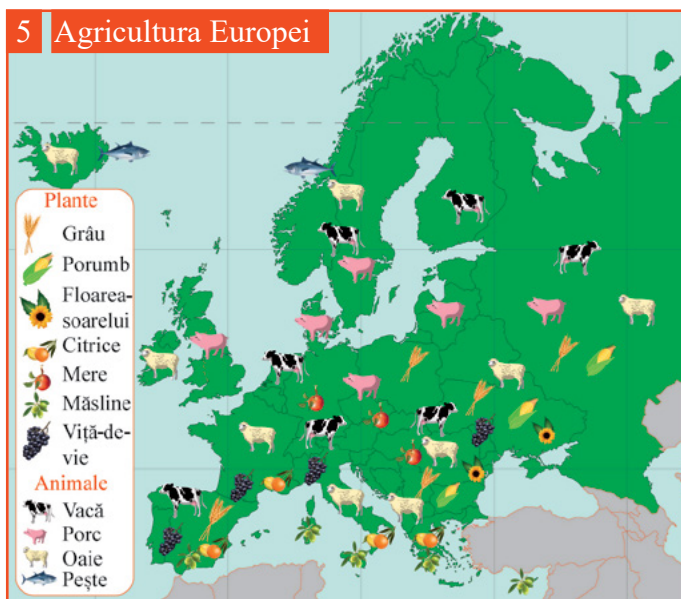 5 Agricultura Europei
Plante
Grâu
Porumb
Floarea-
soarelui
Citrice
Mere
Măsline
Viță-de-
vie
Animale
Vacă
Porc
Oaie
Pește